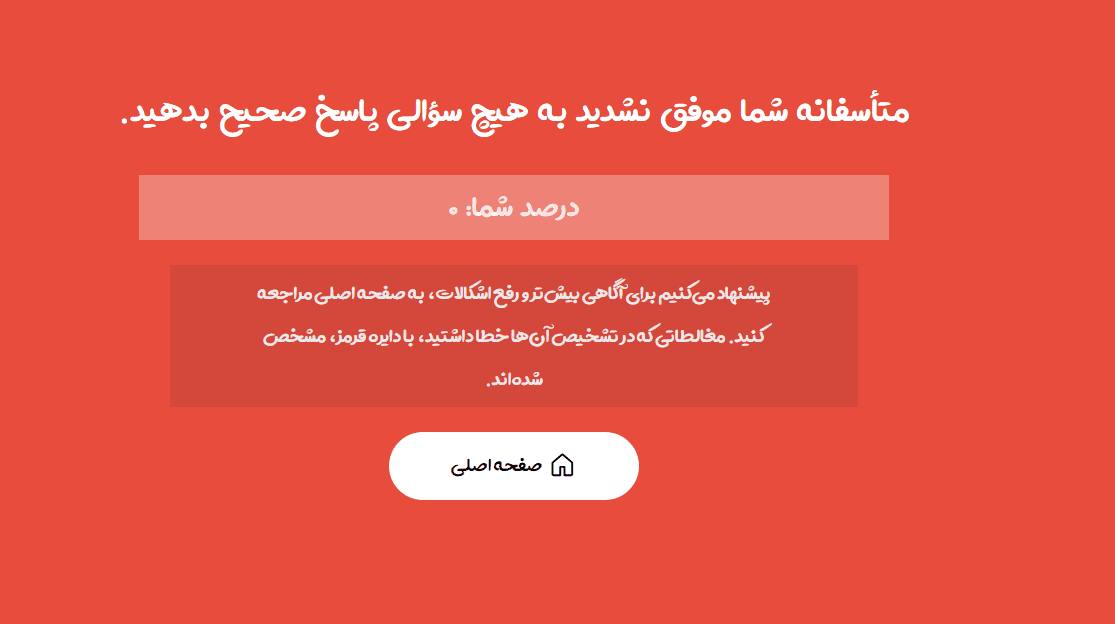 متأسفانه شما موفق نشدید به هیچ سؤالی پاسخ صحیح بدهید.
درصد شما: ۰
پیشنهاد می‌کنیم برای آگاهی بیش‌تر و رفع اشکالات، به صفحه اصلی مراجعه
کنید. مغالطاتی که در تشخیص آن‌ها خطا داشتید، با دایره قرمز، مشخص
شده‌اند.
صفحه اصلی